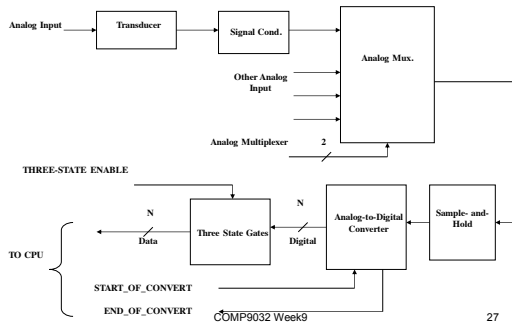 Analog Input
Transducer
Signal Cond.
Analog Mux.
Other Analog
Input
Analog Multiplexer
2
THREE-STATE ENABLE
N
Data
Three State Gates
N
Digital
Analog-to-Digital
Converter
Sample- and-
Hold
TO CPU
START_OF_CONVERT
END_OF_CONVERT
COMP9032 Week9
27